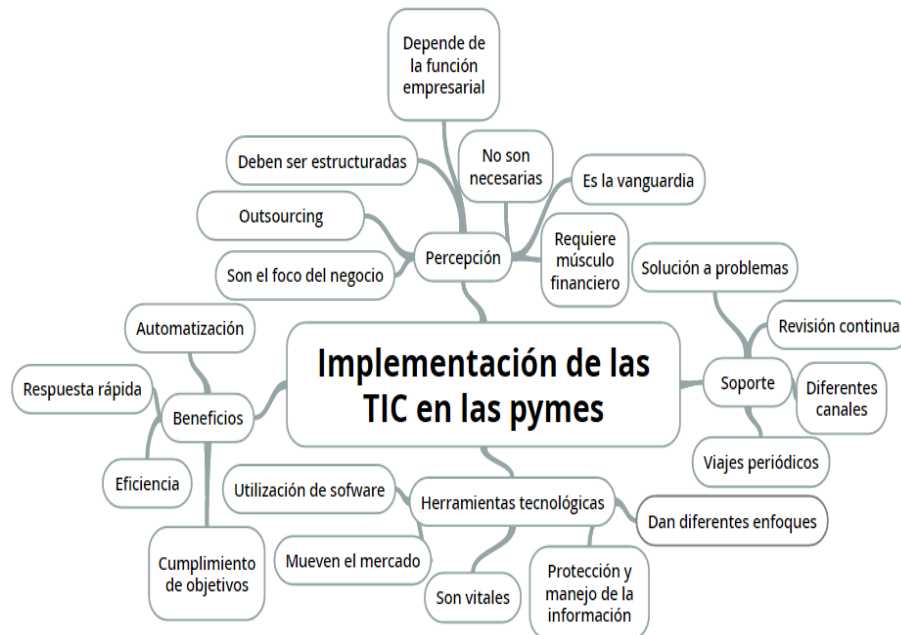 Depende de
la función
empresarial
Deben ser estructuradas
No son
necesarias
Es la vanguardia
Outsourcing
Son el foco del negocio
Percepción
Requiere
músculo
financiero
Solución a problemas
Automatización
Revisión continua
Implementación de las
TIC en las pymes
Respuesta rápida
Beneficios
Soporte
Diferentes
canales
Viajes periódicos
Eficiencia
Utilización de sofware
Herramientas tecnológicas
Dan diferentes enfoques
Cumplimiento
de objetivos
Mueven el mercado
Son vitales
Protección y
manejo de la
información